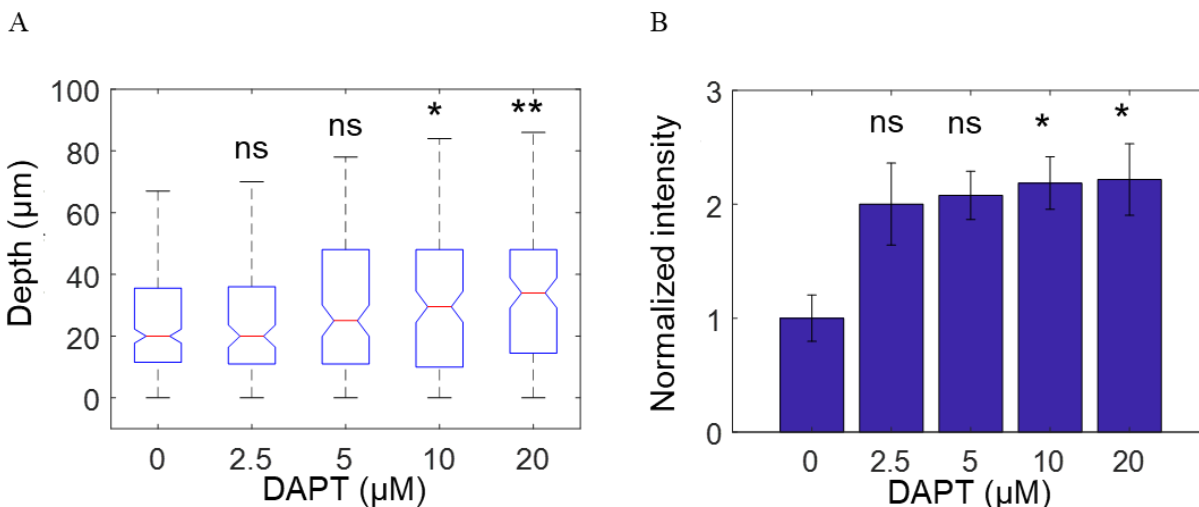 A
Depth (µm)
100
80
60
40
20
0
ns
ns
*
**
0 2.5 5 10 20
DAPT (µM)
B
Normalized intensity
3
2
1
0
ns
ns
*
*
0 2.5 5 10 20
DAPT (µM)